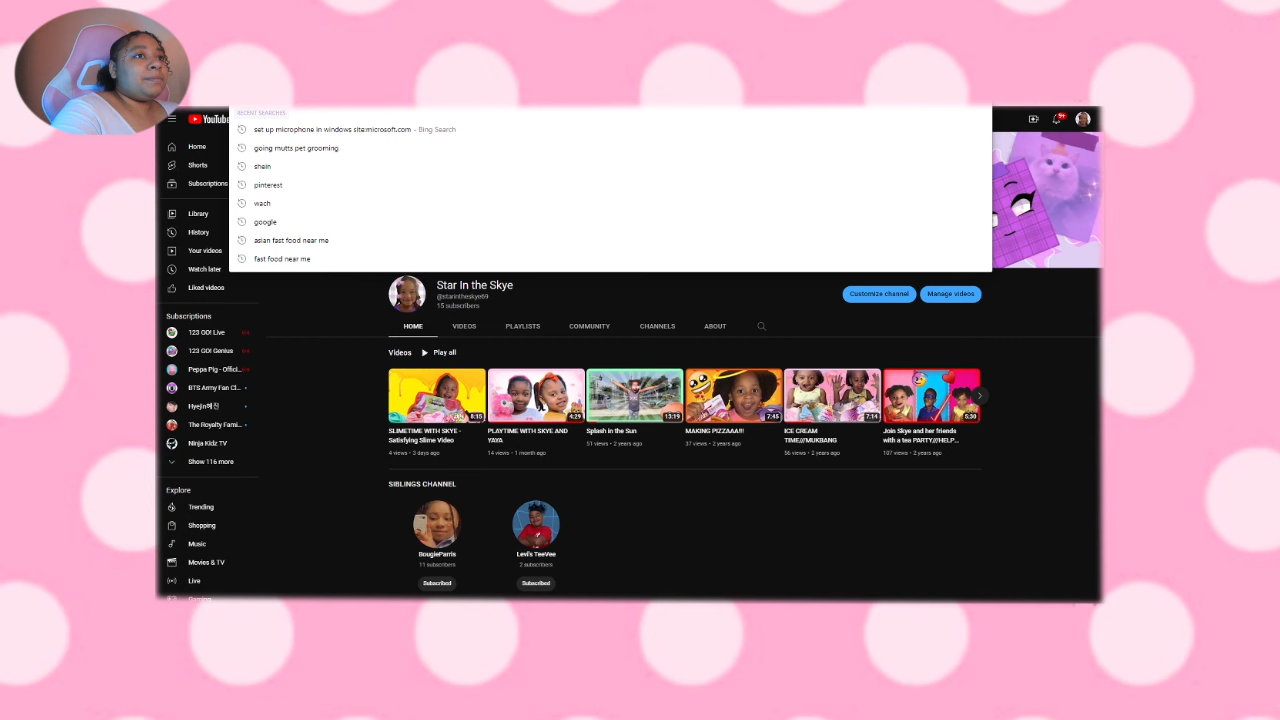 YouTube
RECENT SEARCHES
set up microphone in windows site:microsoft.com - Bing Search
going mutts pet grooming
shein
pinterest
wach
google
asian fast food near me
fast food near me
9+
Home
Shorts
Subscriptions
Library
History
Your videos
Watch later
Liked videos
Subscriptions
123 GO! Live
123 GO! Genius
Peppa Pig - Offici...
BTS Army Fan Cl...
Hyejin혜진
The Royalty Fami...
Ninja Kidz TV
Show 116 more
Explore
Trending
Shopping
Music
Movies & TV
Live
Star In the Skye
@starintheskye69
15 subscribers
Customize channel
Manage videos
HOME
VIDEOS
PLAYLISTS
COMMUNITY
CHANNELS
ABOUT
Videos
Play all
8:15
4:29
13:19
7:45
7:14
5:30
SLIMETIME WITH SKYE -
Satisfying Slime Video
4 views • 3 days ago
PLAYTIME WITH SKYE AND
YAYA
14 views • 1 month ago
Splash in the Sun
51 views • 2 years ago
MAKING PIZZAAA!!!
37 views • 2 years ago
ICE CREAM
TIME///MUKBANG
56 views • 2 years ago
Join Skye and her friends
with a tea PARTY///HELP...
107 views • 2 years ago
SIBLINGS CHANNEL
BougieParris
11 subscribers
Subscribed
Levi's TeeVee
2 subscribers
Subscribed